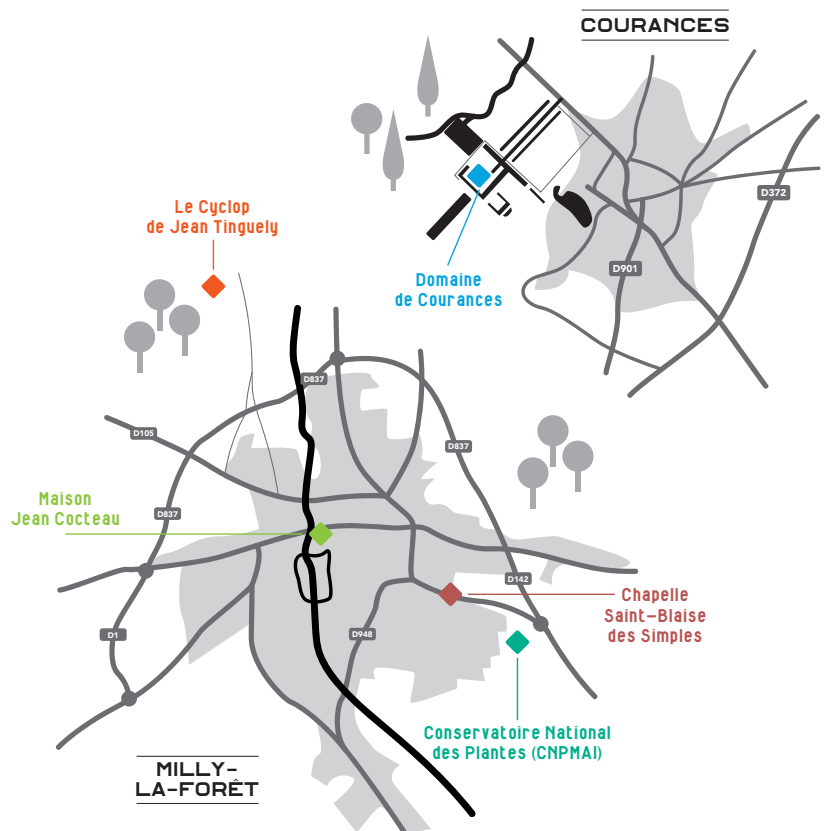 COURANCES
D372
Le Cyclop
de Jean Tinguely
D901
Domaine
de Courances
D837
D105
D837
Maison
Jean Cocteau
D837
D142
Chapelle
Saint-Blaise
des Simples
D1
D948
Conservatoire National
des Plantes (CNPMAI)
MILLY-
LA-FORÊT